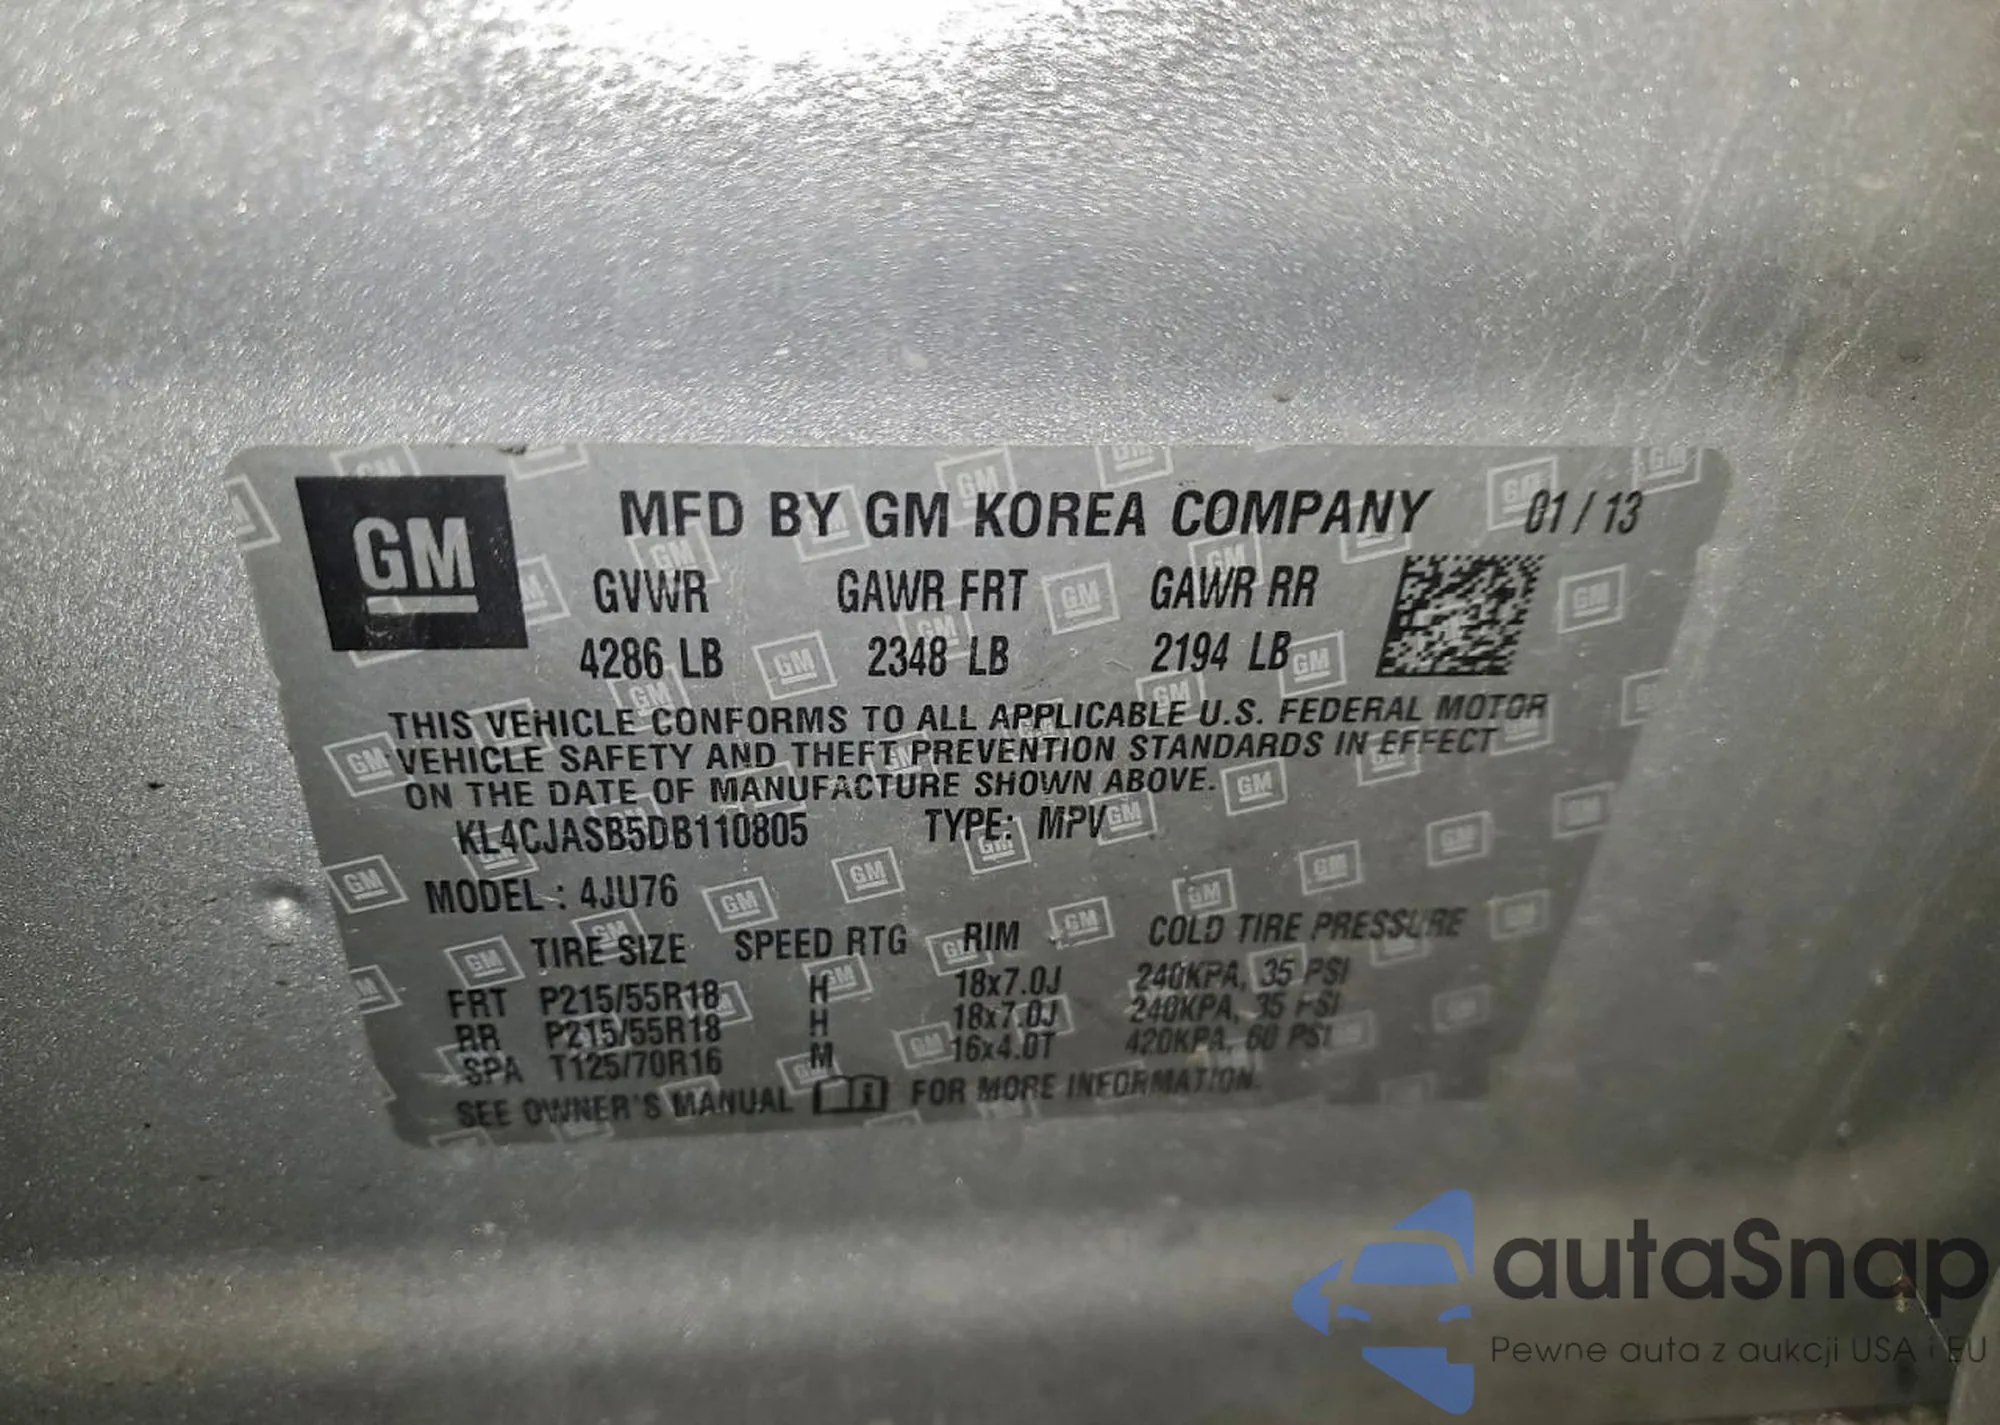 GM MFD BY GM KOREA COMPANY 01 / 13
GVWR GAWR FRT GAWR RR
4286 LB 2348 LB 2194 LB
THIS VEHICLE CONFORMS TO ALL APPLICABLE U.S. FEDERAL MOTOR
VEHICLE SAFETY AND THEFT PREVENTION STANDARDS IN EFFECT
ON THE DATE OF MANUFACTURE SHOWN ABOVE.
KL4CJASB5DB110805 TYPE: MPV
MODEL : 4JU76
TIRE SIZE SPEED RTG RIM COLD TIRE PRESSURE
FRT P215/55R18 H 18x7.0J 240KPA, 35 PSI
RR P215/55R18 H 18x7.0J 240KPA, 35 PSI
SPA T125/70R16 M 16x4.0T 420KPA, 60 PSI
SEE OWNER'S MANUAL FOR MORE INFORMATION.
autaSnap
Pewne auta z aukcji USA i EU